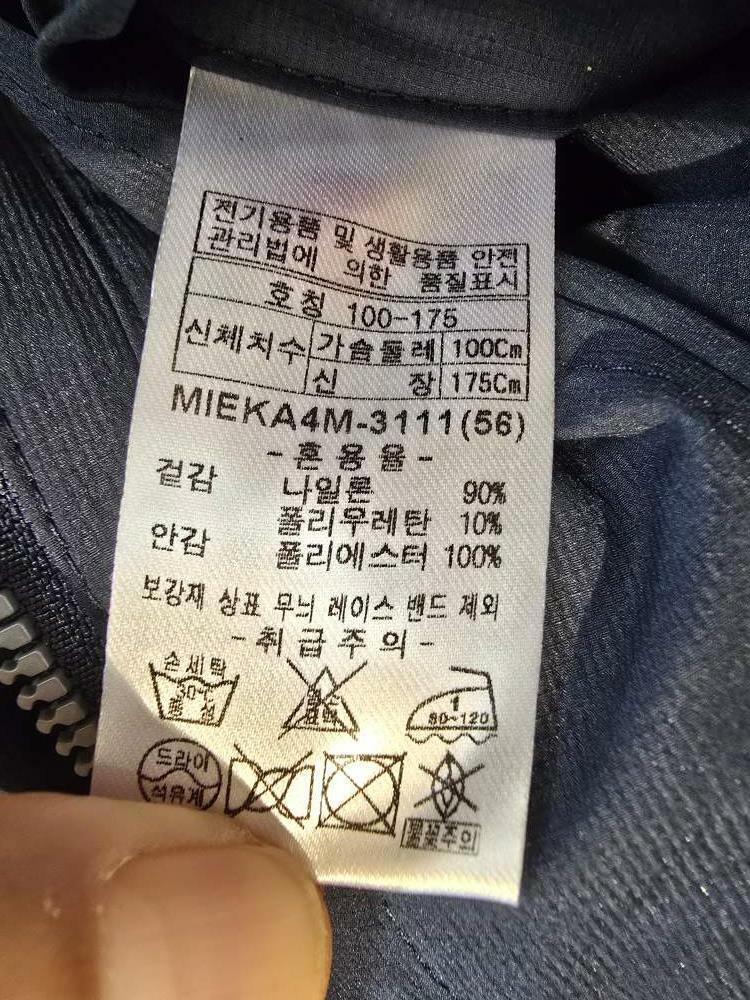 전기용품 및 생활용품 안전
관리법에 의한 품질표시
호칭 100-175
신체치수 가슴둘레 100Cm
신 장 175Cm
MIEKA4M-3111(56)
-혼용율-
겉감 나일론 90%
폴리우레탄 10%
안감 폴리에스터 100%
보강재 상표 무늬 레이스 밴드 제외
-취급주의-
손세탁
30℃
중성
1
80~120
드라이
석유계
불꽃주의